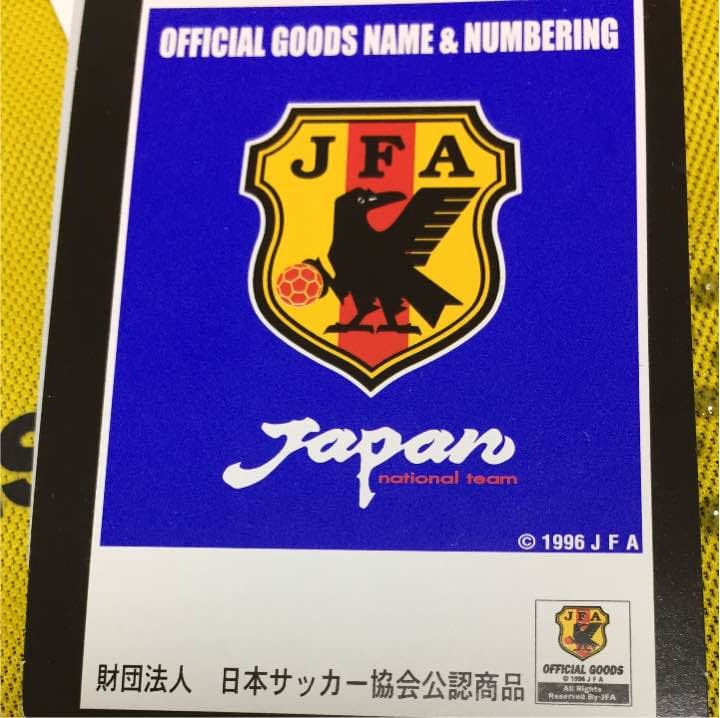 OFFICIAL GOODS NAME & NUMBERING
JFA
Japan
national team
© 1996 J F A
財団法人 日本サッカー協会公認商品
OFFICIAL GOODS
© 1996 J F A
All Rights
Reserved By-JFA
S